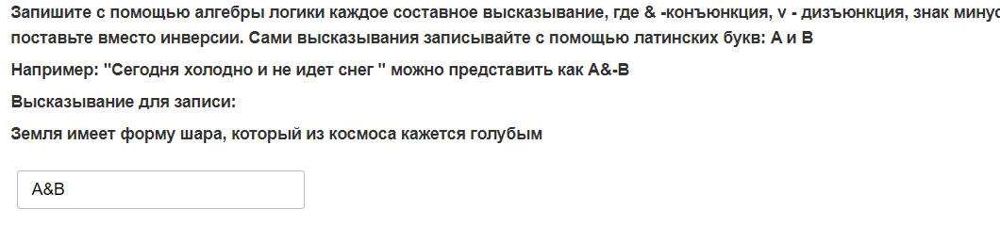 Запишите с помощью алгебры логики каждое составное высказывание, где & -конъюнкция, v - дизъюнкция, знак минус
поставьте вместо инверсии. Сами высказывания записывайте с помощью латинских букв: A и B
Например: "Сегодня холодно и не идет снег " можно представить как A&-B
Высказывание для записи:
Земля имеет форму шара, который из космоса кажется голубым
A&B